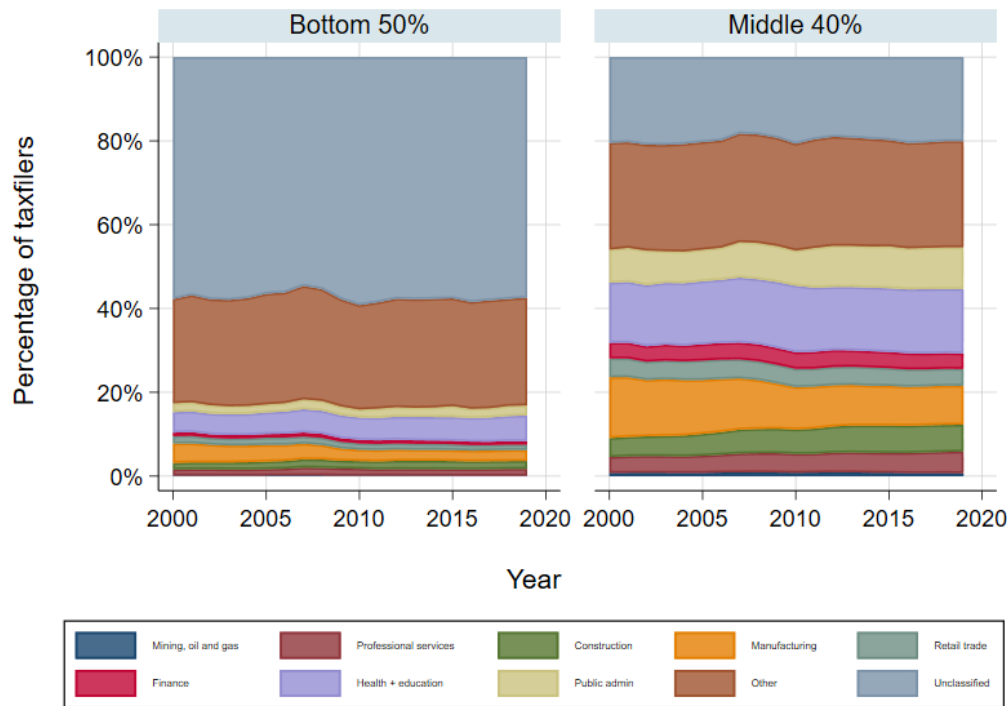 Bottom 50%
Middle 40%
Percentage of taxfilers
100%
80%
60%
40%
20%
0%
2000 2005 2010 2015 2020
2000 2005 2010 2015 2020
Year
Mining, oil and gas
Professional services
Construction
Manufacturing
Retail trade
Finance
Health + education
Public admin
Other
Unclassified